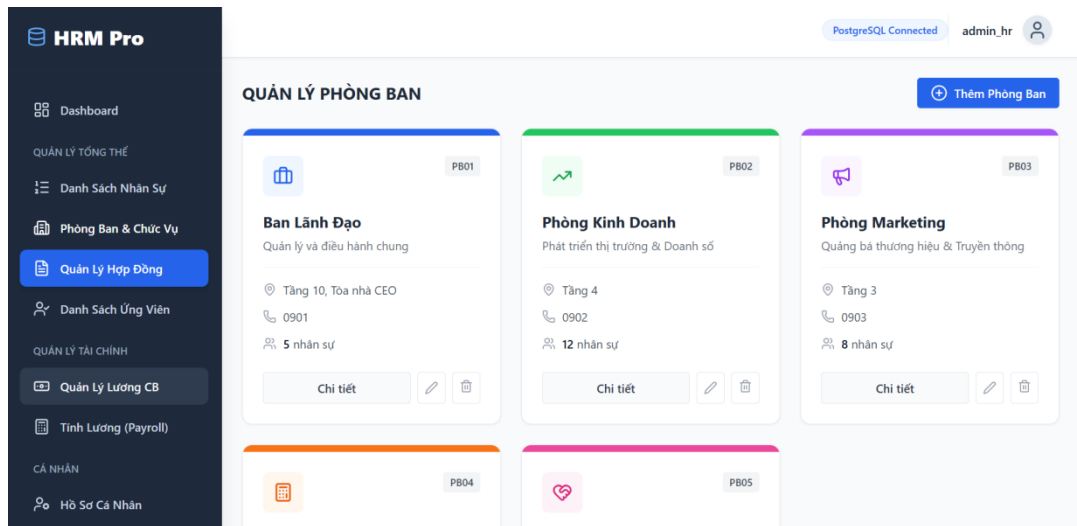 HRM Pro
PostgreSQL Connected
admin_hr
Dashboard
QUẢN LÝ TỔNG THỂ
Danh Sách Nhân Sự
Phòng Ban & Chức Vụ
Quản Lý Hợp Đồng
Danh Sách Ứng Viên
QUẢN LÝ TÀI CHÍNH
Quản Lý Lương CB
Tính Lương (Payroll)
CÁ NHÂN
Hồ Sơ Cá Nhân
QUẢN LÝ PHÒNG BAN
Thêm Phòng Ban
PB01
Ban Lãnh Đạo
Quản lý và điều hành chung
Tầng 10, Tòa nhà CEO
0901
5 nhân sự
Chi tiết
PB02
Phòng Kinh Doanh
Phát triển thị trường & Doanh số
Tầng 4
0902
12 nhân sự
Chi tiết
PB03
Phòng Marketing
Quảng bá thương hiệu & Truyền thông
Tầng 3
0903
8 nhân sự
Chi tiết
PB04
PB05